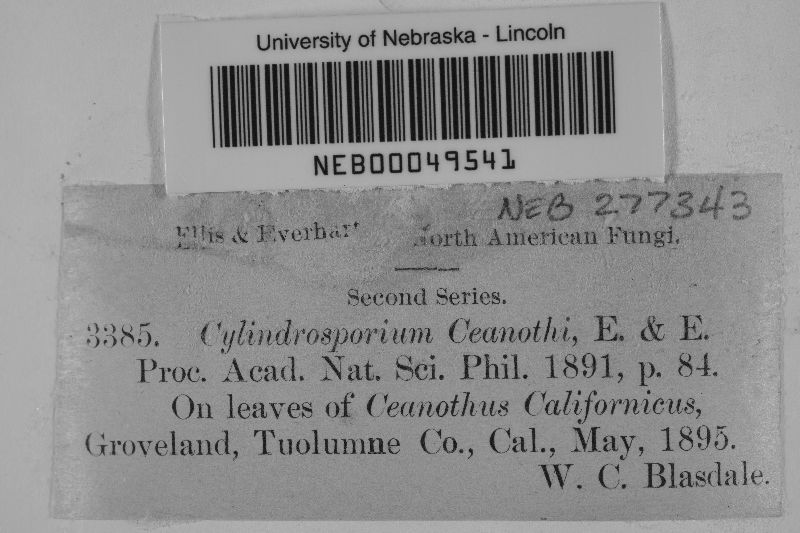 University of Nebraska - Lincoln
NEB00049541
NEB 277343
Ellis & Everhart North American Fungi.
Second Series.
3385. Cylindrosporium Ceanothi, E. & E.
Proc. Acad. Nat. Sci. Phil. 1891, p. 84.
On leaves of Ceanothus Californicus,
Groveland, Tuolumne Co., Cal., May, 1895.
W. C. Blasdale.